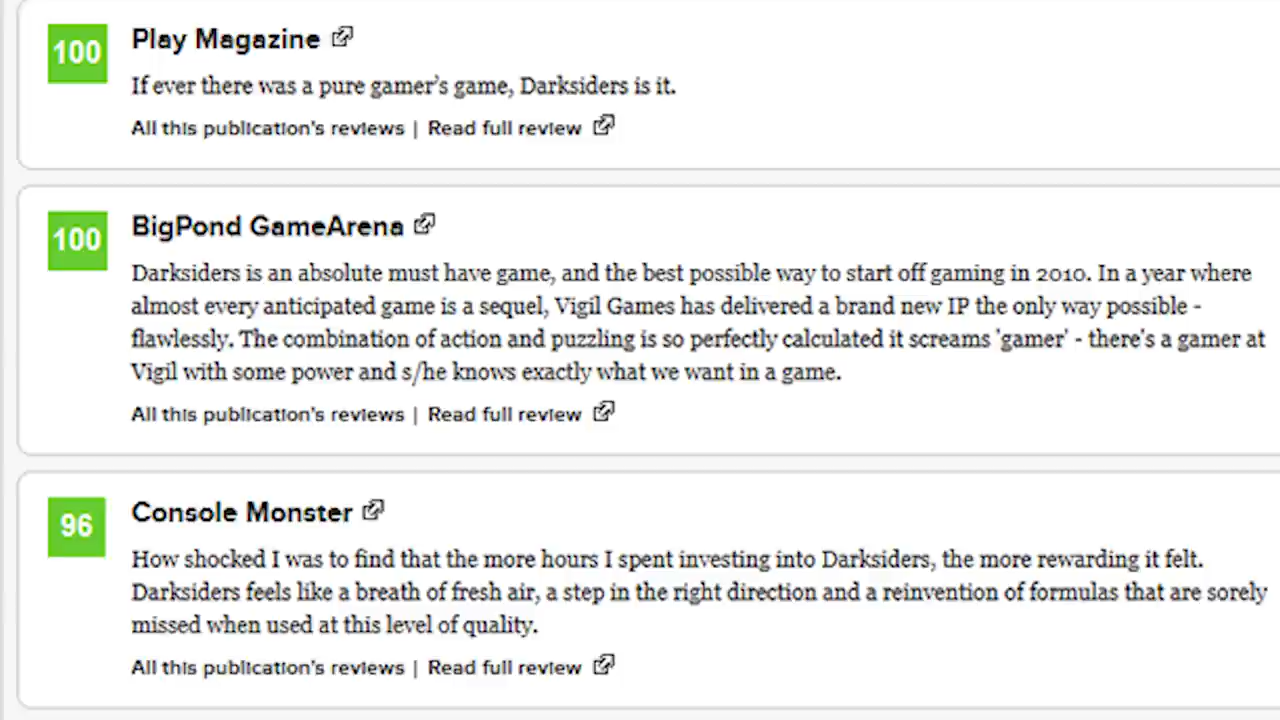 100
Play Magazine
If ever there was a pure gamer's game, Darksiders is it.
All this publication's reviews | Read full review
100
BigPond GameArena
Darksiders is an absolute must have game, and the best possible way to start off gaming in 2010. In a year where
almost every anticipated game is a sequel, Vigil Games has delivered a brand new IP the only way possible -
flawlessly. The combination of action and puzzling is so perfectly calculated it screams 'gamer' - there's a gamer at
Vigil with some power and s/he knows exactly what we want in a game.
All this publication's reviews | Read full review
96
Console Monster
How shocked I was to find that the more hours I spent investing into Darksiders, the more rewarding it felt.
Darksiders feels like a breath of fresh air, a step in the right direction and a reinvention of formulas that are sorely
missed when used at this level of quality.
All this publication's reviews | Read full review